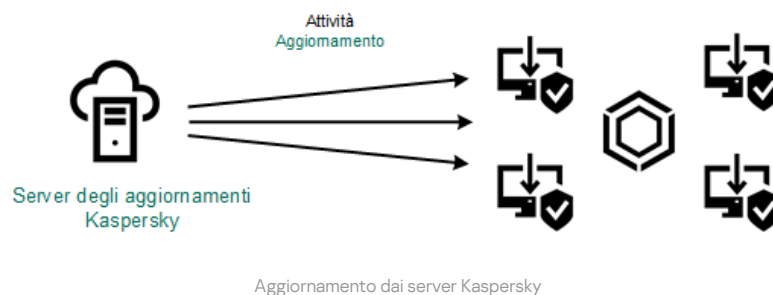 Attività
Aggiornamento
Server degli aggiornamenti
Kaspersky
Aggiornamento dai server Kaspersky